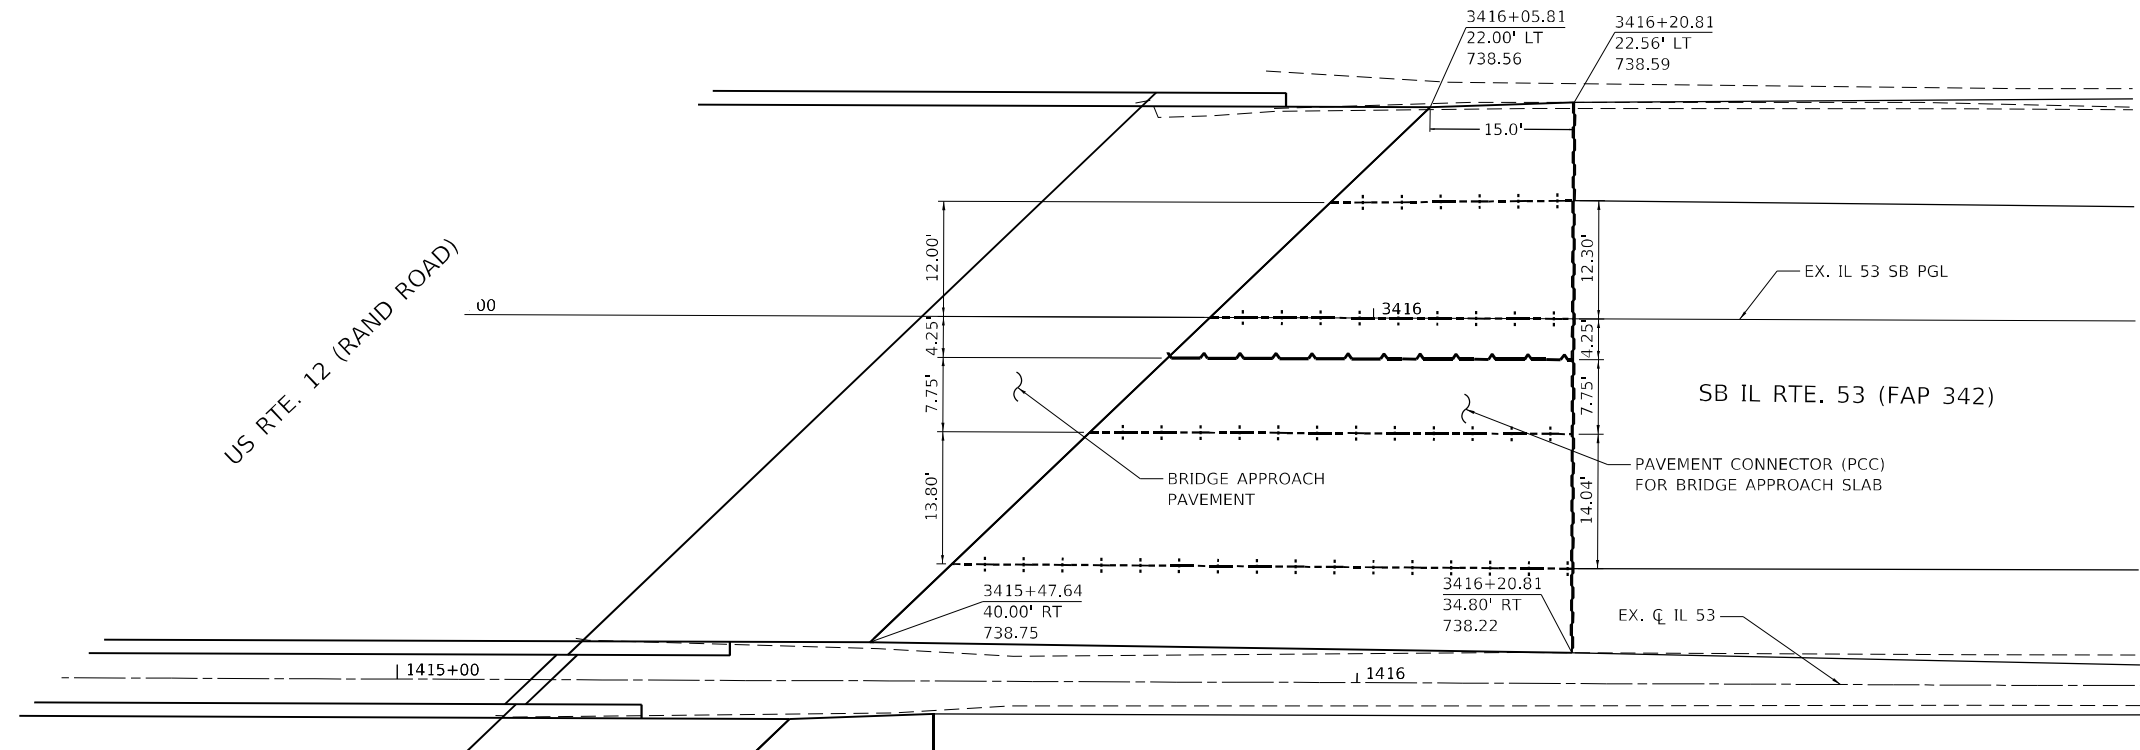 3416+05.81
22.00' LT
738.56
3416+20.81
22.56' LT
738.59
15.0'
12.00'
12.30'
US RTE. 12 (RAND ROAD)
00
3416
EX. IL 53 SB PGL
4.25'
4.25'
7.75'
7.75'
SB IL RTE. 53 (FAP 342)
13.80'
14.04'
BRIDGE APPROACH
PAVEMENT
PAVEMENT CONNECTOR (PCC)
FOR BRIDGE APPROACH SLAB
3415+47.64
40.00' RT
738.75
3416+20.81
34.80' RT
738.22
EX. ℄ IL 53
1415+00
1416